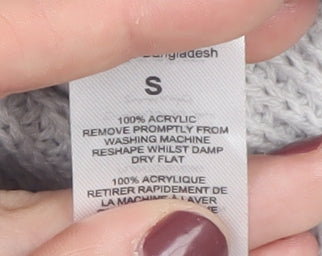 Bangladesh
S
100% ACRYLIC
REMOVE PROMPTLY FROM
WASHING MACHINE
RESHAPE WHILST DAMP
DRY FLAT
100% ACRYLIQUE
RETIRER RAPIDEMENT DE
LA MACHINE À LAVER